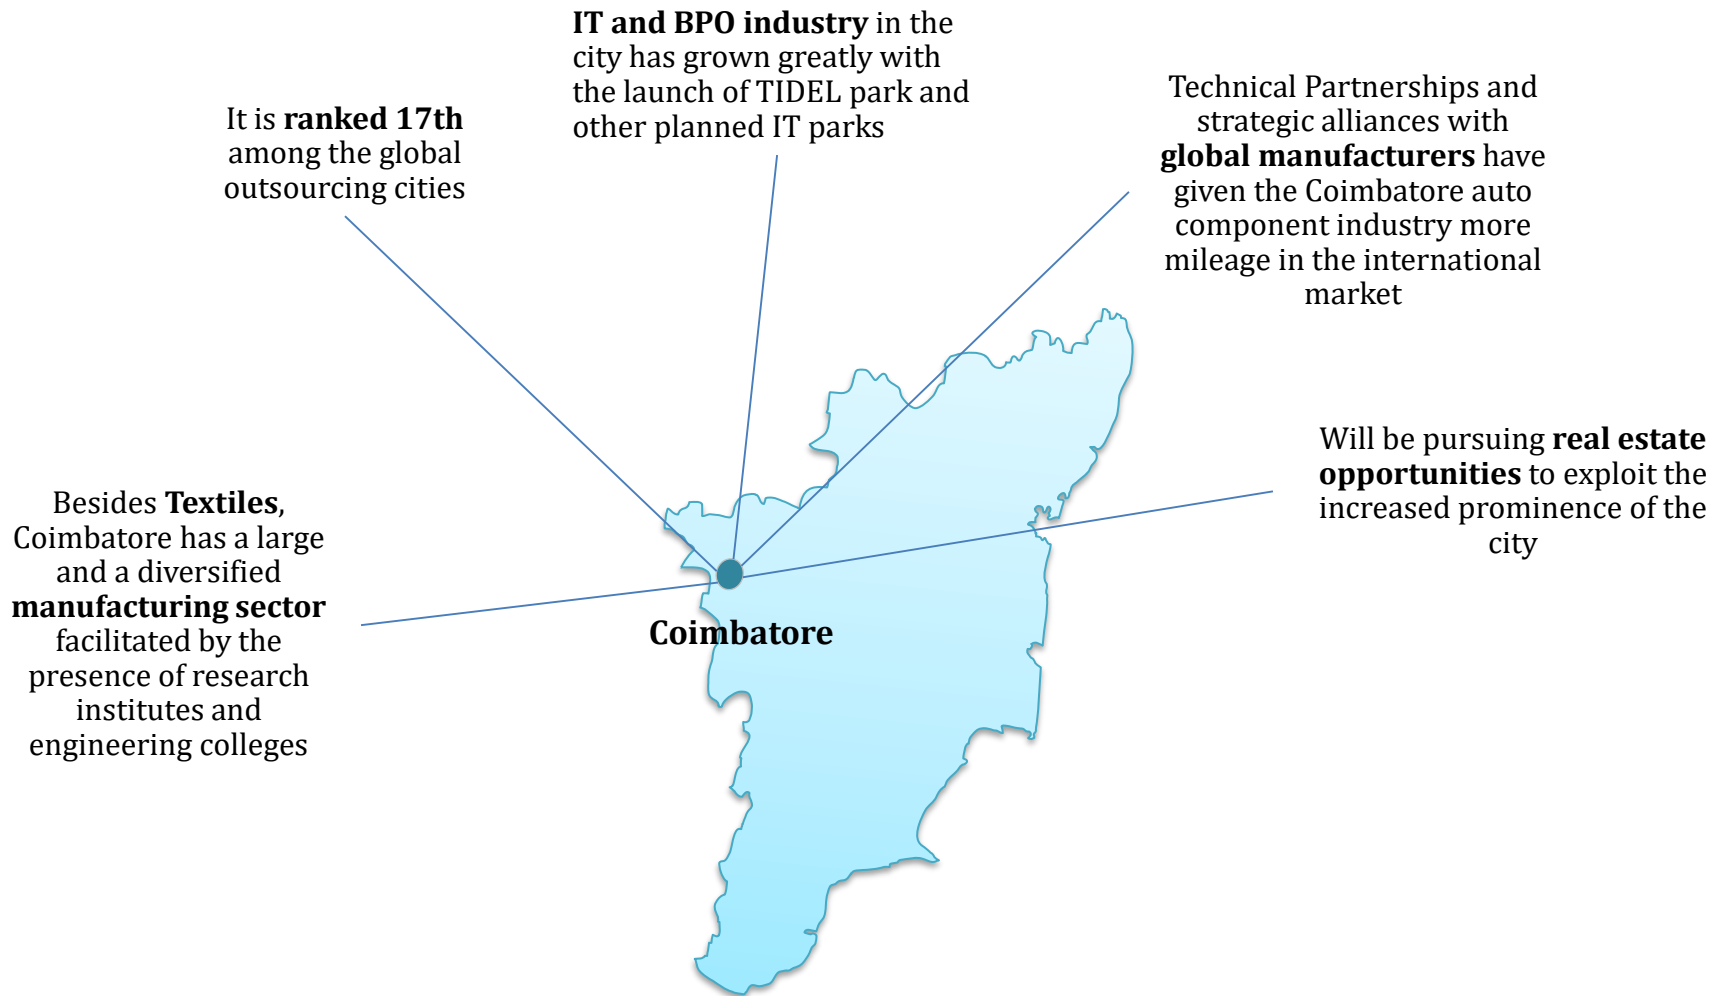 IT and BPO industry in the
city has grown greatly with
the launch of TIDEL park and
other planned IT parks
It is ranked 17th
among the global
outsourcing cities
Technical Partnerships and
strategic alliances with
global manufacturers have
given the Coimbatore auto
component industry more
mileage in the international
market
Will be pursuing real estate
opportunities to exploit the
increased prominence of the
city
Besides Textiles,
Coimbatore has a large
and a diversified
manufacturing sector
facilitated by the
presence of research
institutes and
engineering colleges
Coimbatore